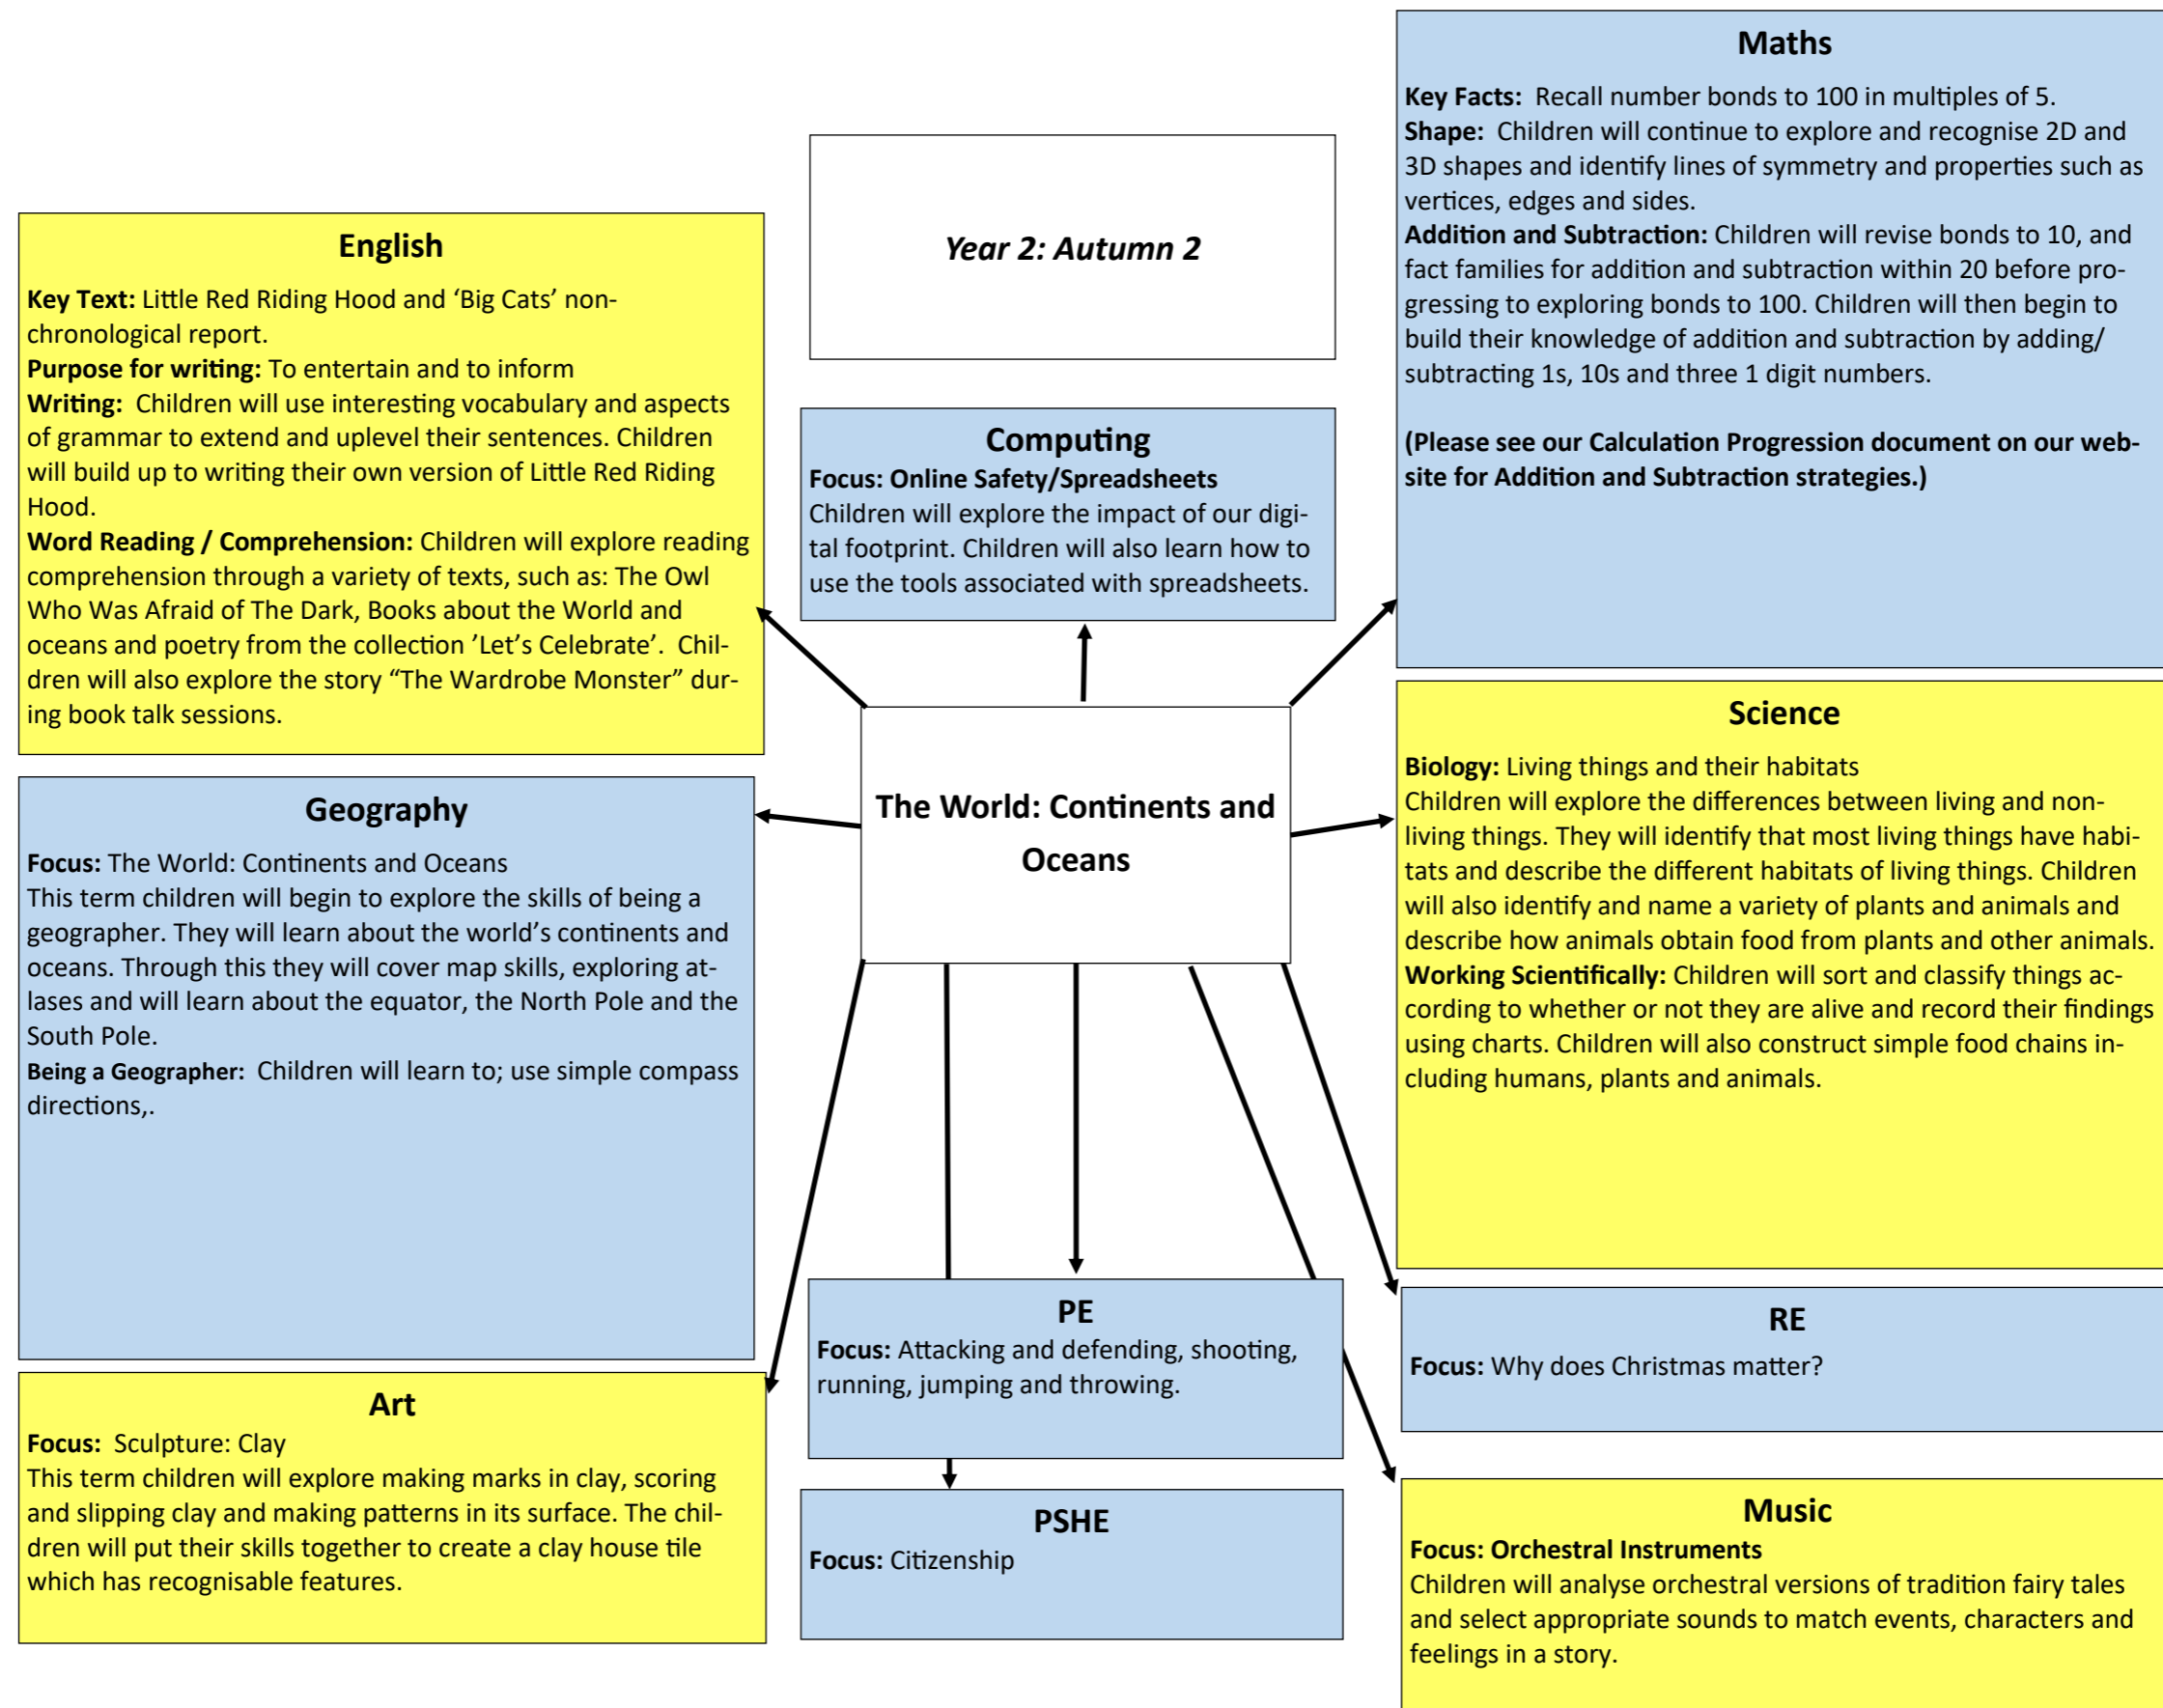 Year 2: Autumn 2
English
Key Text: Little Red Riding Hood and ‘Big Cats’ non-
chronological report.
Purpose for writing: To entertain and to inform
Writing:  Children will use interesting vocabulary and aspects
of grammar to extend and uplevel their sentences. Children
will build up to writing their own version of Little Red Riding
Hood.
Word Reading / Comprehension: Children will explore reading
comprehension through a variety of texts, such as: The Owl
Who Was Afraid of The Dark, Books about the World and
oceans and poetry from the collection ’Let’s Celebrate’.  Chil-
dren will also explore the story “The Wardrobe Monster” dur-
ing book talk sessions.
Computing
Focus: Online Safety/Spreadsheets
Children will explore the impact of our digi-
tal footprint. Children will also learn how to
use the tools associated with spreadsheets.
Maths
Key Facts:  Recall number bonds to 100 in multiples of 5.
Shape:  Children will continue to explore and recognise 2D and
3D shapes and identify lines of symmetry and properties such as
vertices, edges and sides.
Addition and Subtraction: Children will revise bonds to 10, and
fact families for addition and subtraction within 20 before pro-
gressing to exploring bonds to 100. Children will then begin to
build their knowledge of addition and subtraction by adding/
subtracting 1s, 10s and three 1 digit numbers.
(Please see our Calculation Progression document on our web-
site for Addition and Subtraction strategies.)
The World: Continents and
Oceans
Geography
Focus: The World: Continents and Oceans
This term children will begin to explore the skills of being a
geographer. They will learn about the world’s continents and
oceans. Through this they will cover map skills, exploring at-
lases and will learn about the equator, the North Pole and the
South Pole.
Being a Geographer:  Children will learn to; use simple compass
directions,.
Science
Biology: Living things and their habitats
Children will explore the differences between living and non-
living things. They will identify that most living things have habi-
tats and describe the different habitats of living things. Children
will also identify and name a variety of plants and animals and
describe how animals obtain food from plants and other animals.
Working Scientifically: Children will sort and classify things ac-
cording to whether or not they are alive and record their findings
using charts. Children will also construct simple food chains in-
cluding humans, plants and animals.
Art
Focus:  Sculpture: Clay
This term children will explore making marks in clay, scoring
and slipping clay and making patterns in its surface. The chil-
dren will put their skills together to create a clay house tile
which has recognisable features.
PE
Focus: Attacking and defending, shooting,
running, jumping and throwing.
PSHE
Focus: Citizenship
RE
Focus: Why does Christmas matter?
Music
Focus: Orchestral Instruments
Children will analyse orchestral versions of tradition fairy tales
and select appropriate sounds to match events, characters and
feelings in a story.